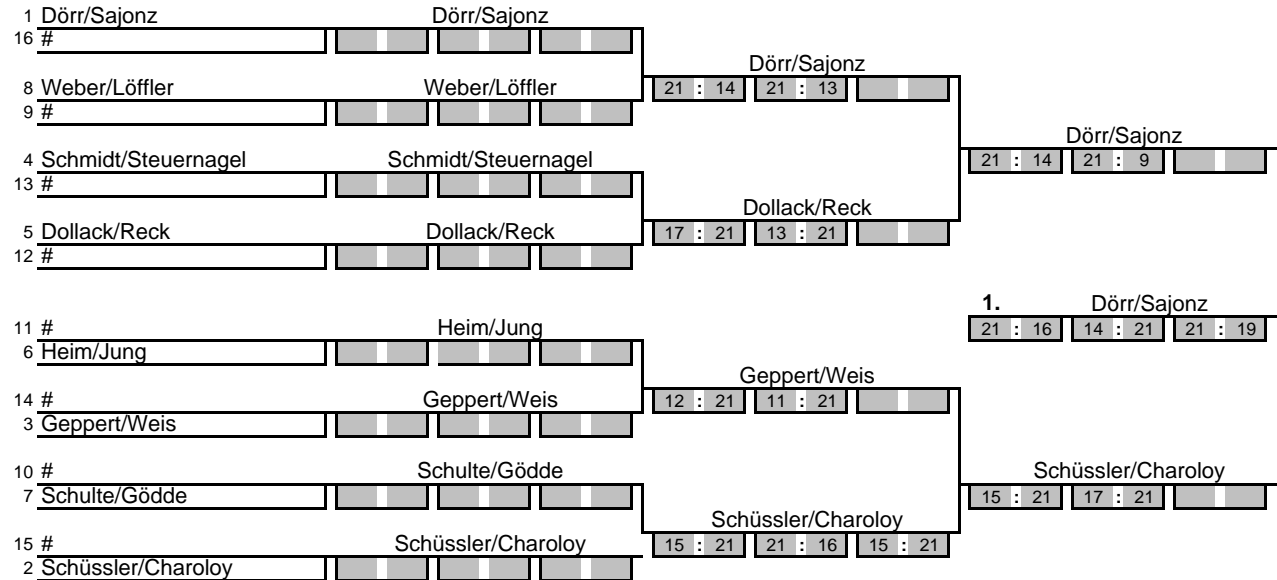 1 Dörr/Sajonz Dörr/Sajonz
16 #
Dörr/Sajonz
8 Weber/Löffler Weber/Löffler 21 : 14 21 : 13
9 #
Dörr/Sajonz
4 Schmidt/Steuernagel Schmidt/Steuernagel 21 : 14 21 : 9
13 #
Dollack/Reck
5 Dollack/Reck Dollack/Reck 17 : 21 13 : 21
12 #
1. Dörr/Sajonz
11 # Heim/Jung 21 : 16 14 : 21 21 : 19
6 Heim/Jung
Geppert/Weis
14 # Geppert/Weis 12 : 21 11 : 21
3 Geppert/Weis
10 # Schulte/Gödde Schüssler/Charoloy
7 Schulte/Gödde 15 : 21 17 : 21
Schüssler/Charoloy
15 # Schüssler/Charoloy 15 : 21 21 : 16 15 : 21
2 Schüssler/Charoloy